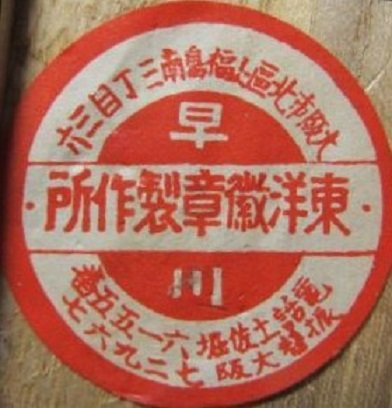 大阪市北區上福島南三丁目三六
早
東洋徽章製作所
川
電話土佐堀、六一五五番
振替大阪七二九六七